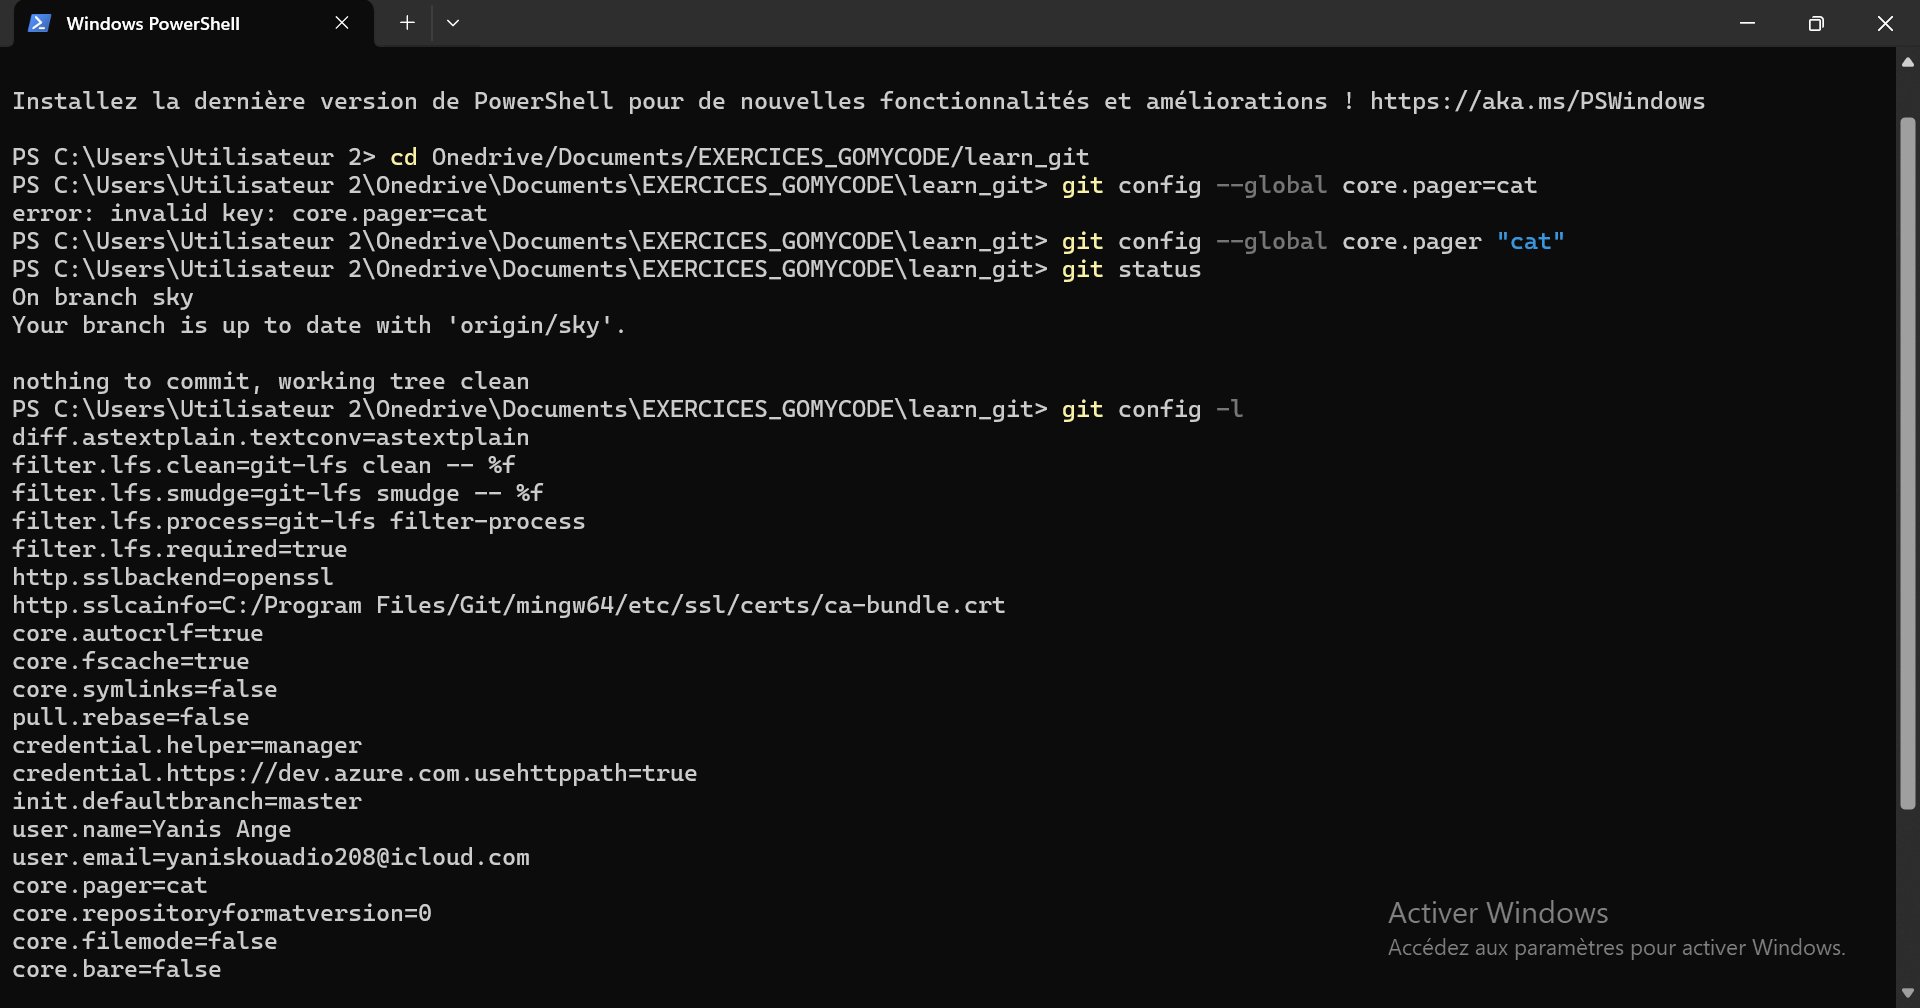 Windows PowerShell
Installez la dernière version de PowerShell pour de nouvelles fonctionnalités et améliorations ! https://aka.ms/PSWindows
PS C:\Users\Utilisateur 2> cd Onedrive/Documents/EXERCICES_GOMYCODE/learn_git
PS C:\Users\Utilisateur 2\Onedrive\Documents\EXERCICES_GOMYCODE\learn_git> git config --global core.pager=cat
error: invalid key: core.pager=cat
PS C:\Users\Utilisateur 2\Onedrive\Documents\EXERCICES_GOMYCODE\learn_git> git config --global core.pager "cat"
PS C:\Users\Utilisateur 2\Onedrive\Documents\EXERCICES_GOMYCODE\learn_git> git status
On branch sky
Your branch is up to date with 'origin/sky'.
nothing to commit, working tree clean
PS C:\Users\Utilisateur 2\Onedrive\Documents\EXERCICES_GOMYCODE\learn_git> git config -l
diff.astextplain.textconv=astextplain
filter.lfs.clean=git-lfs clean -- %f
filter.lfs.smudge=git-lfs smudge -- %f
filter.lfs.process=git-lfs filter-process
filter.lfs.required=true
http.sslbackend=openssl
http.sslcainfo=C:/Program Files/Git/mingw64/etc/ssl/certs/ca-bundle.crt
core.autocrlf=true
core.fscache=true
core.symlinks=false
pull.rebase=false
credential.helper=manager
credential.https://dev.azure.com.usehttppath=true
init.defaultbranch=master
user.name=Yanis Ange
user.email=yaniskouadio208@icloud.com
core.pager=cat
core.repositoryformatversion=0
core.filemode=false
core.bare=false
Activer Windows
Accédez aux paramètres pour activer Windows.